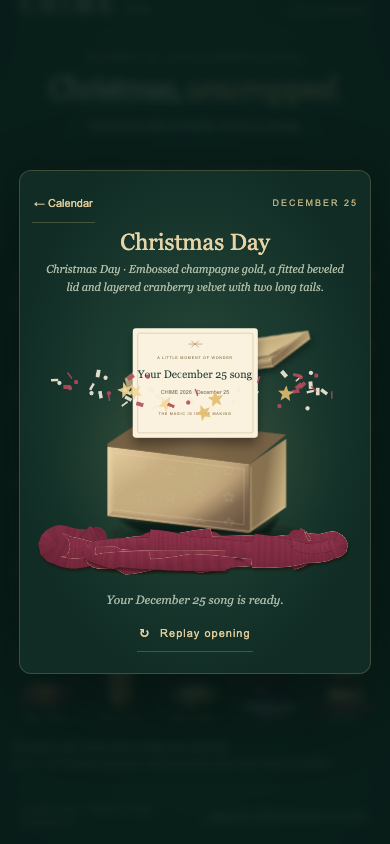 Christmas, unwrapped.
← Calendar
DECEMBER 25
Christmas Day
Christmas Day · Embossed champagne gold, a fitted beveled
lid and layered cranberry velvet with two long tails.
A LITTLE MOMENT OF WONDER
Your December 25 song
CHIME 2026 · December 25
THE MAGIC IS IN THE MAKING
Your December 25 song is ready.
↻ Replay opening